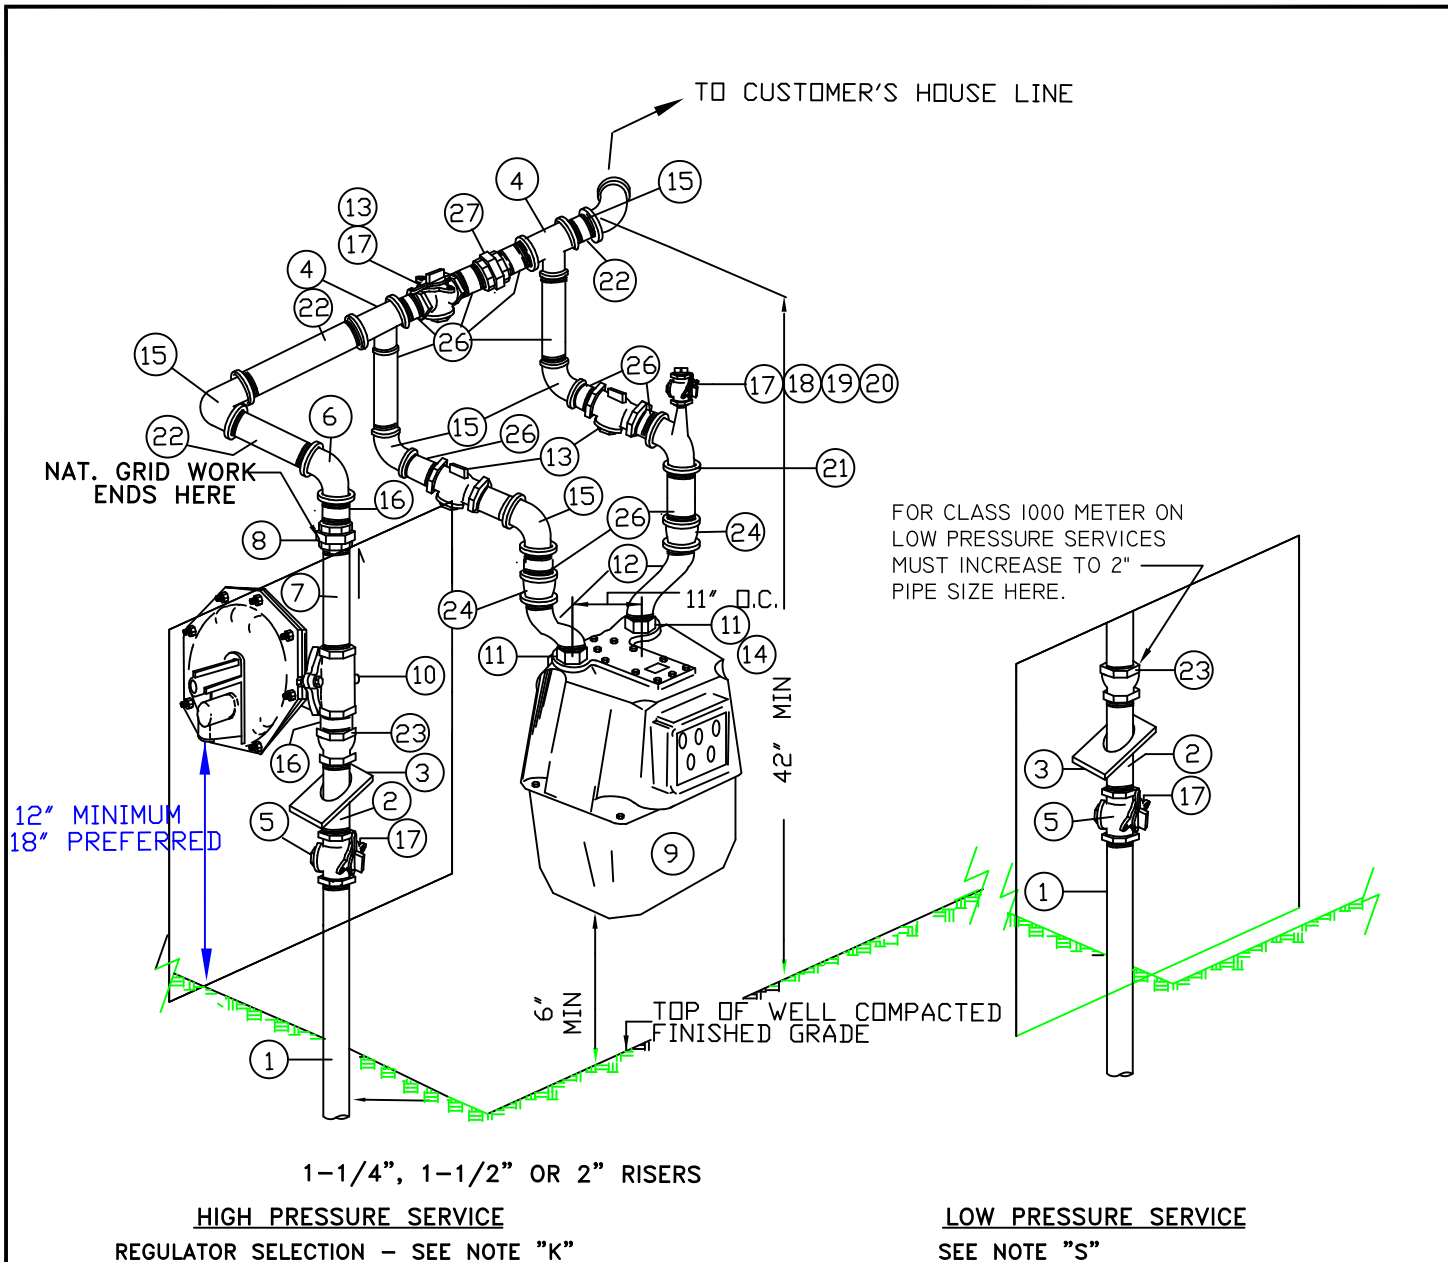 TO CUSTOMER'S HOUSE LINE
4
15
13
27
17
4
22
22
26
15
26
17 18 19 20
6
22
15
26
13
21
NAT. GRID WORK
ENDS HERE
16
15
26
24
8
12
7
24
11" O.C.
11
11
14
10
42" MIN
23
16
3
2
12" MINIMUM
18" PREFERRED
5
17
9
6" MIN
TOP OF WELL COMPACTED
FINISHED GRADE
1
FOR CLASS 1000 METER ON
LOW PRESSURE SERVICES
MUST INCREASE TO 2"
PIPE SIZE HERE.
23
3
2
17
5
1
1-1/4", 1-1/2" OR 2" RISERS
HIGH PRESSURE SERVICE
REGULATOR SELECTION - SEE NOTE "K"
LOW PRESSURE SERVICE
SEE NOTE "S"